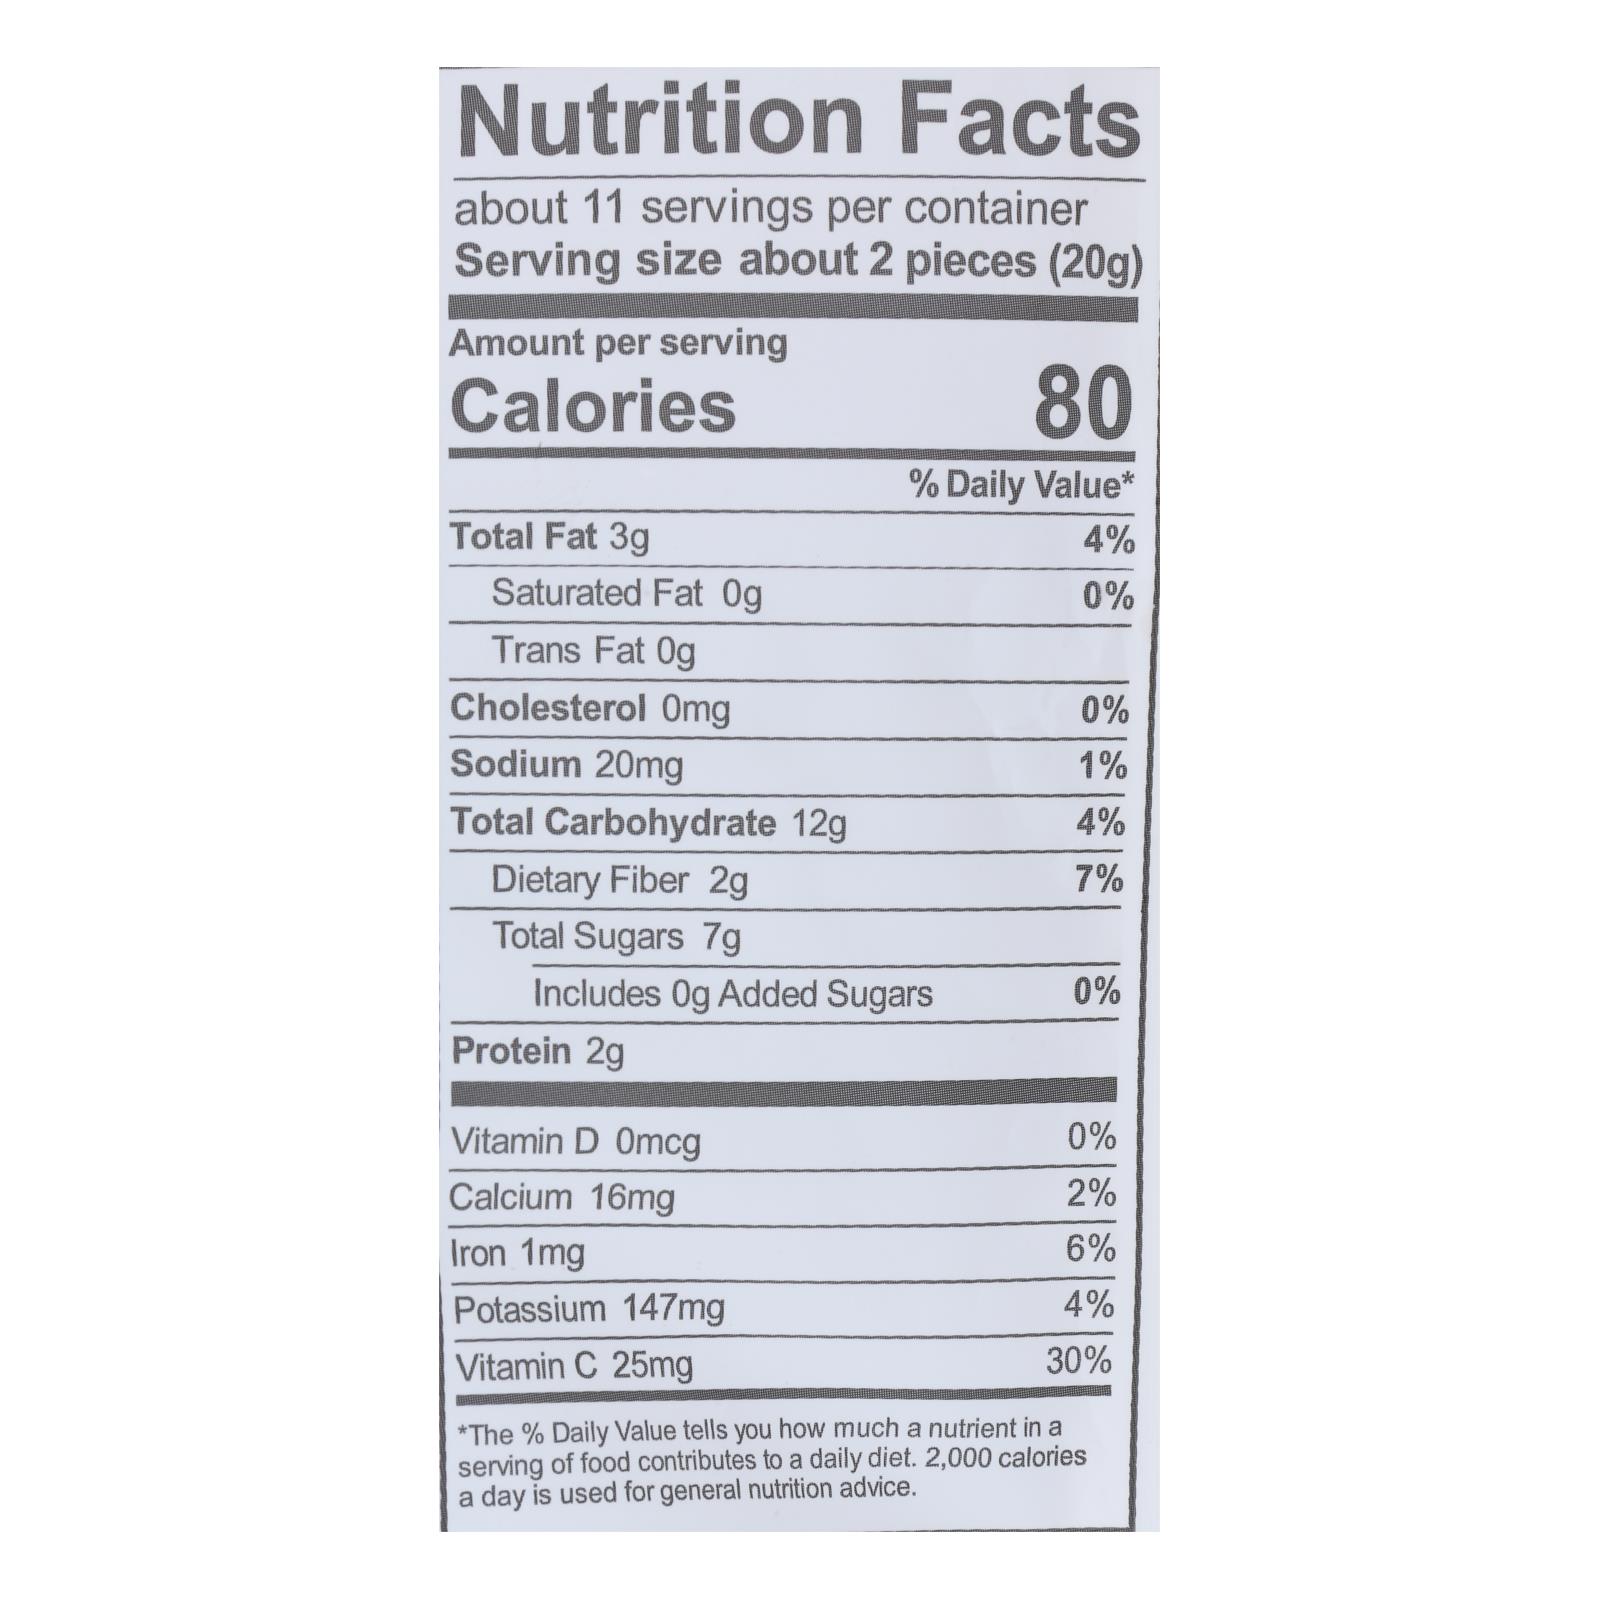 Nutrition Facts
about 11 servings per container
Serving size about 2 pieces (20g)
Amount per serving
Calories 80
% Daily Value*
Total Fat 3g 4%
Saturated Fat 0g 0%
Trans Fat 0g
Cholesterol 0mg 0%
Sodium 20mg 1%
Total Carbohydrate 12g 4%
Dietary Fiber 2g 7%
Total Sugars 7g
Includes 0g Added Sugars 0%
Protein 2g
Vitamin D 0mcg 0%
Calcium 16mg 2%
Iron 1mg 6%
Potassium 147mg 4%
Vitamin C 25mg 30%
*The % Daily Value tells you how much a nutrient in a
serving of food contributes to a daily diet. 2,000 calories
a day is used for general nutrition advice.